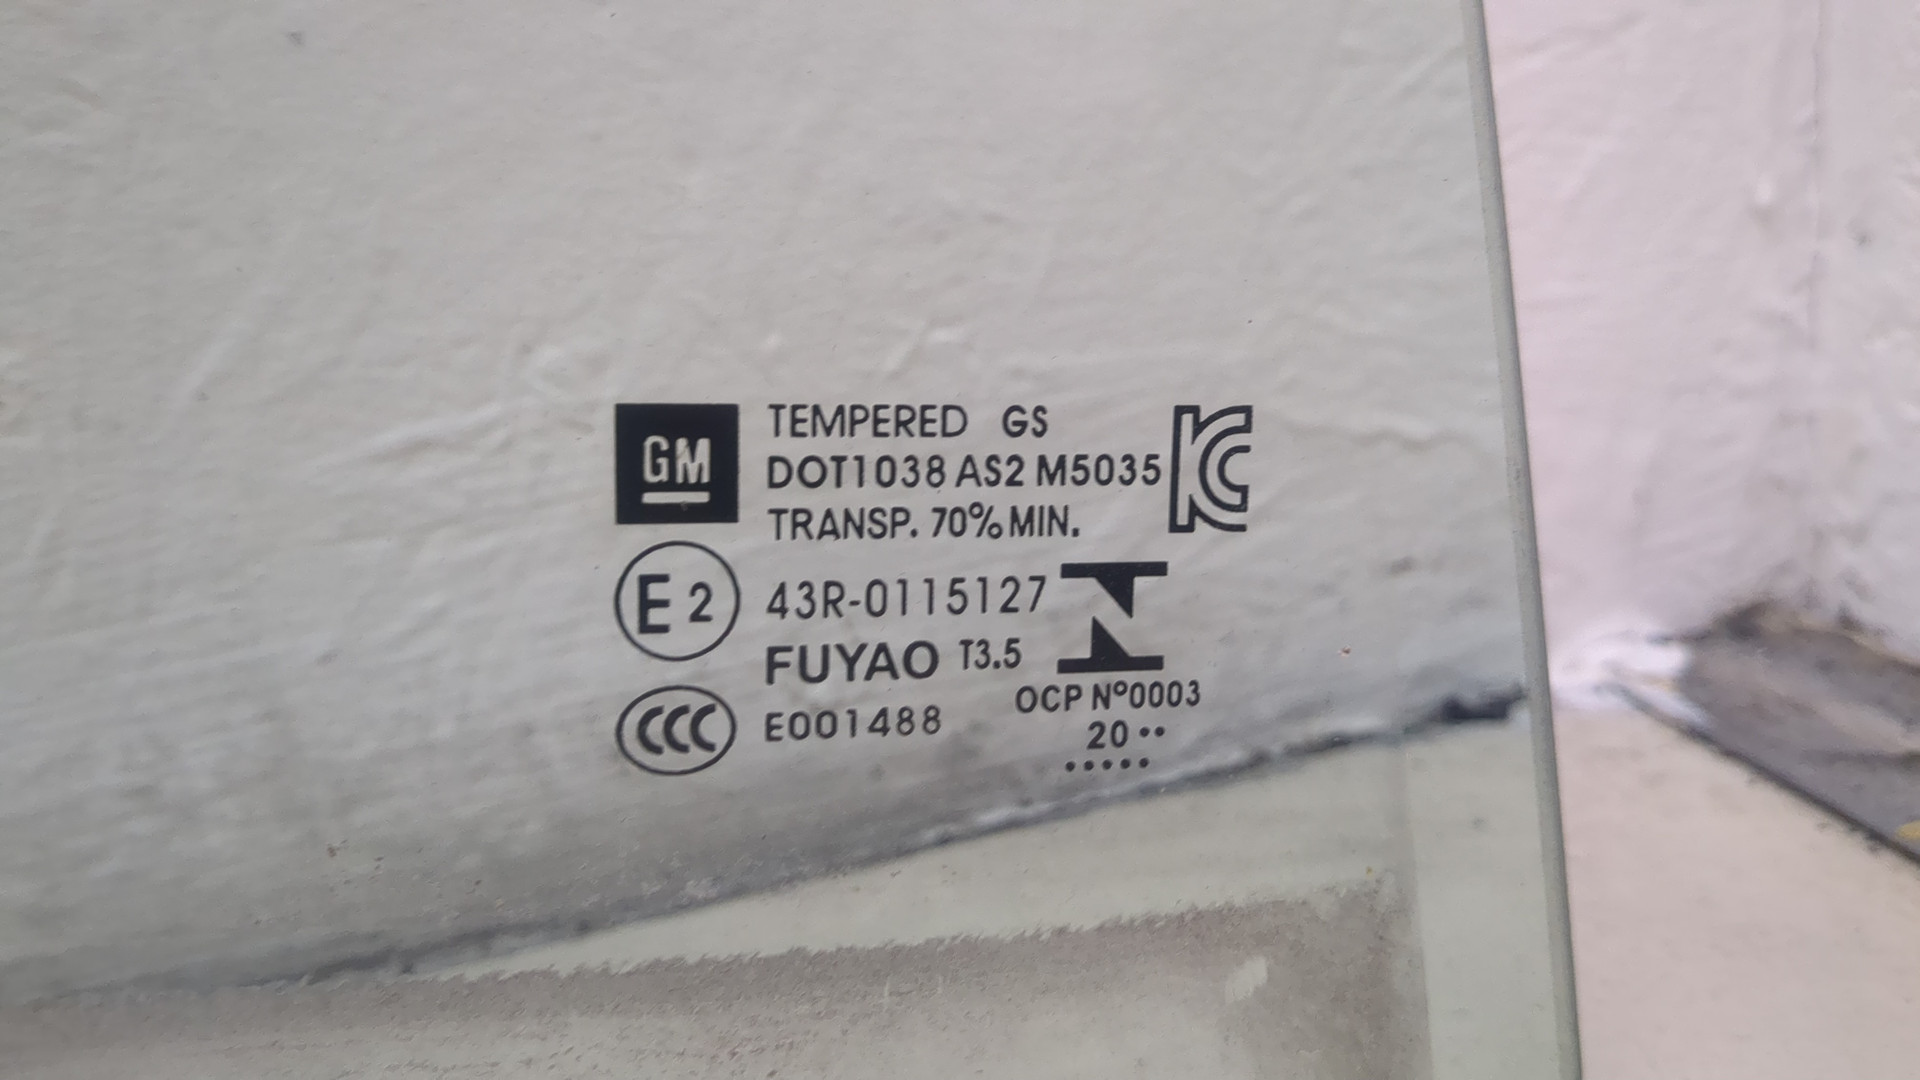 GM
TEMPERED GS
DOT1038 AS2 M5035
TRANSP. 70% MIN.
KC
E2
43R-0115127
FUYAO T3.5
OCP Nº0003
CCC
E001488
20 ••
•••••